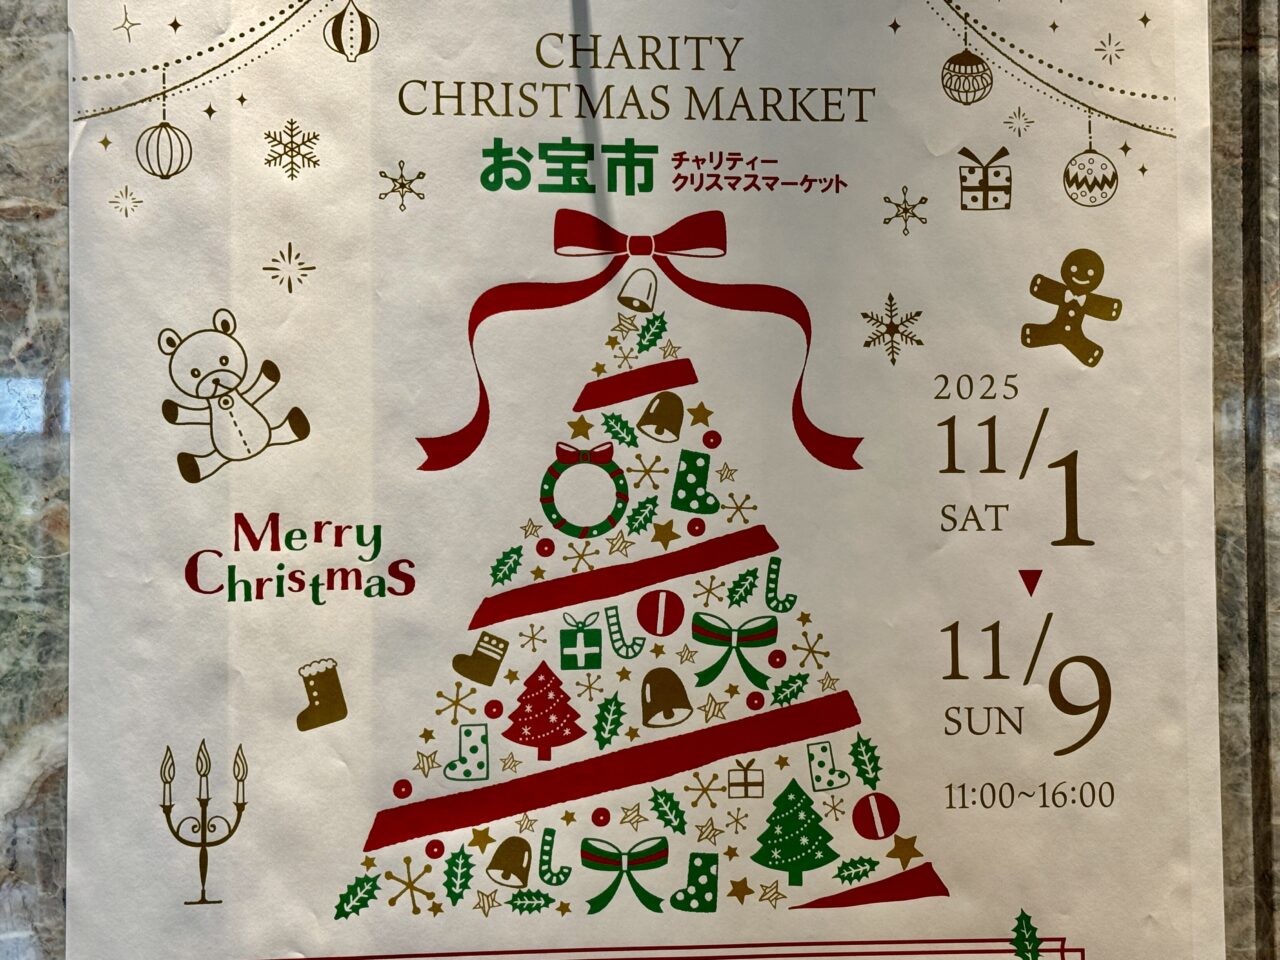 CHARITY
CHRISTMAS MARKET
お宝市
チャリティー
クリスマスマーケット
Merry
Christmas
2025
11/1
SAT
11/9
SUN
11:00~16:00